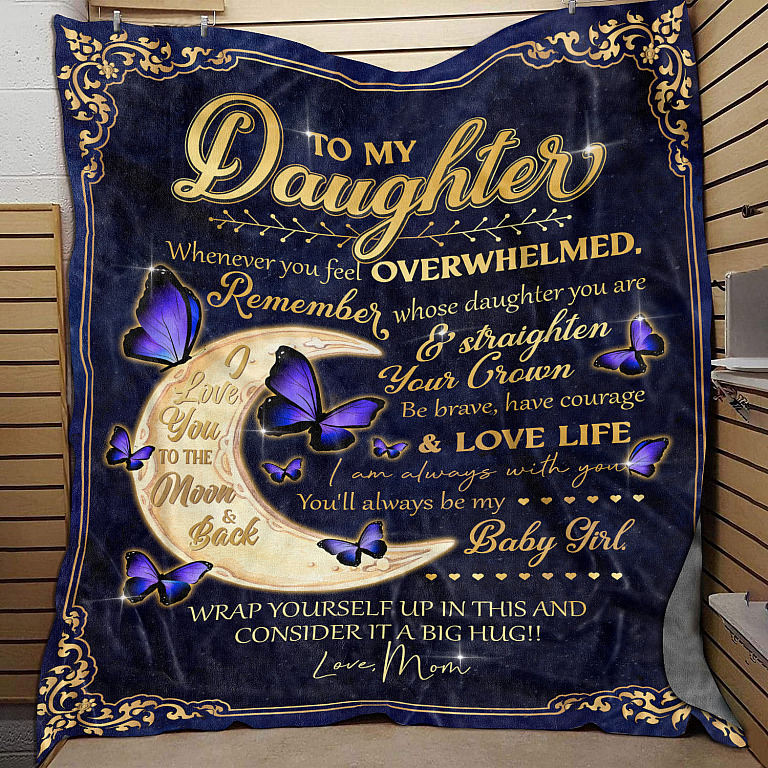 TO MY
Daughter
Whenever you feel OVERWHELMED.
Remember whose daughter you are
& straighten
Your Crown
Be brave, have courage
& LOVE LIFE
I am always with you
You'll always be my
Baby Girl.
I
Love
You
TO THE
Moon
&
Back
WRAP YOURSELF UP IN THIS AND
CONSIDER IT A BIG HUG!!
Love, Mom